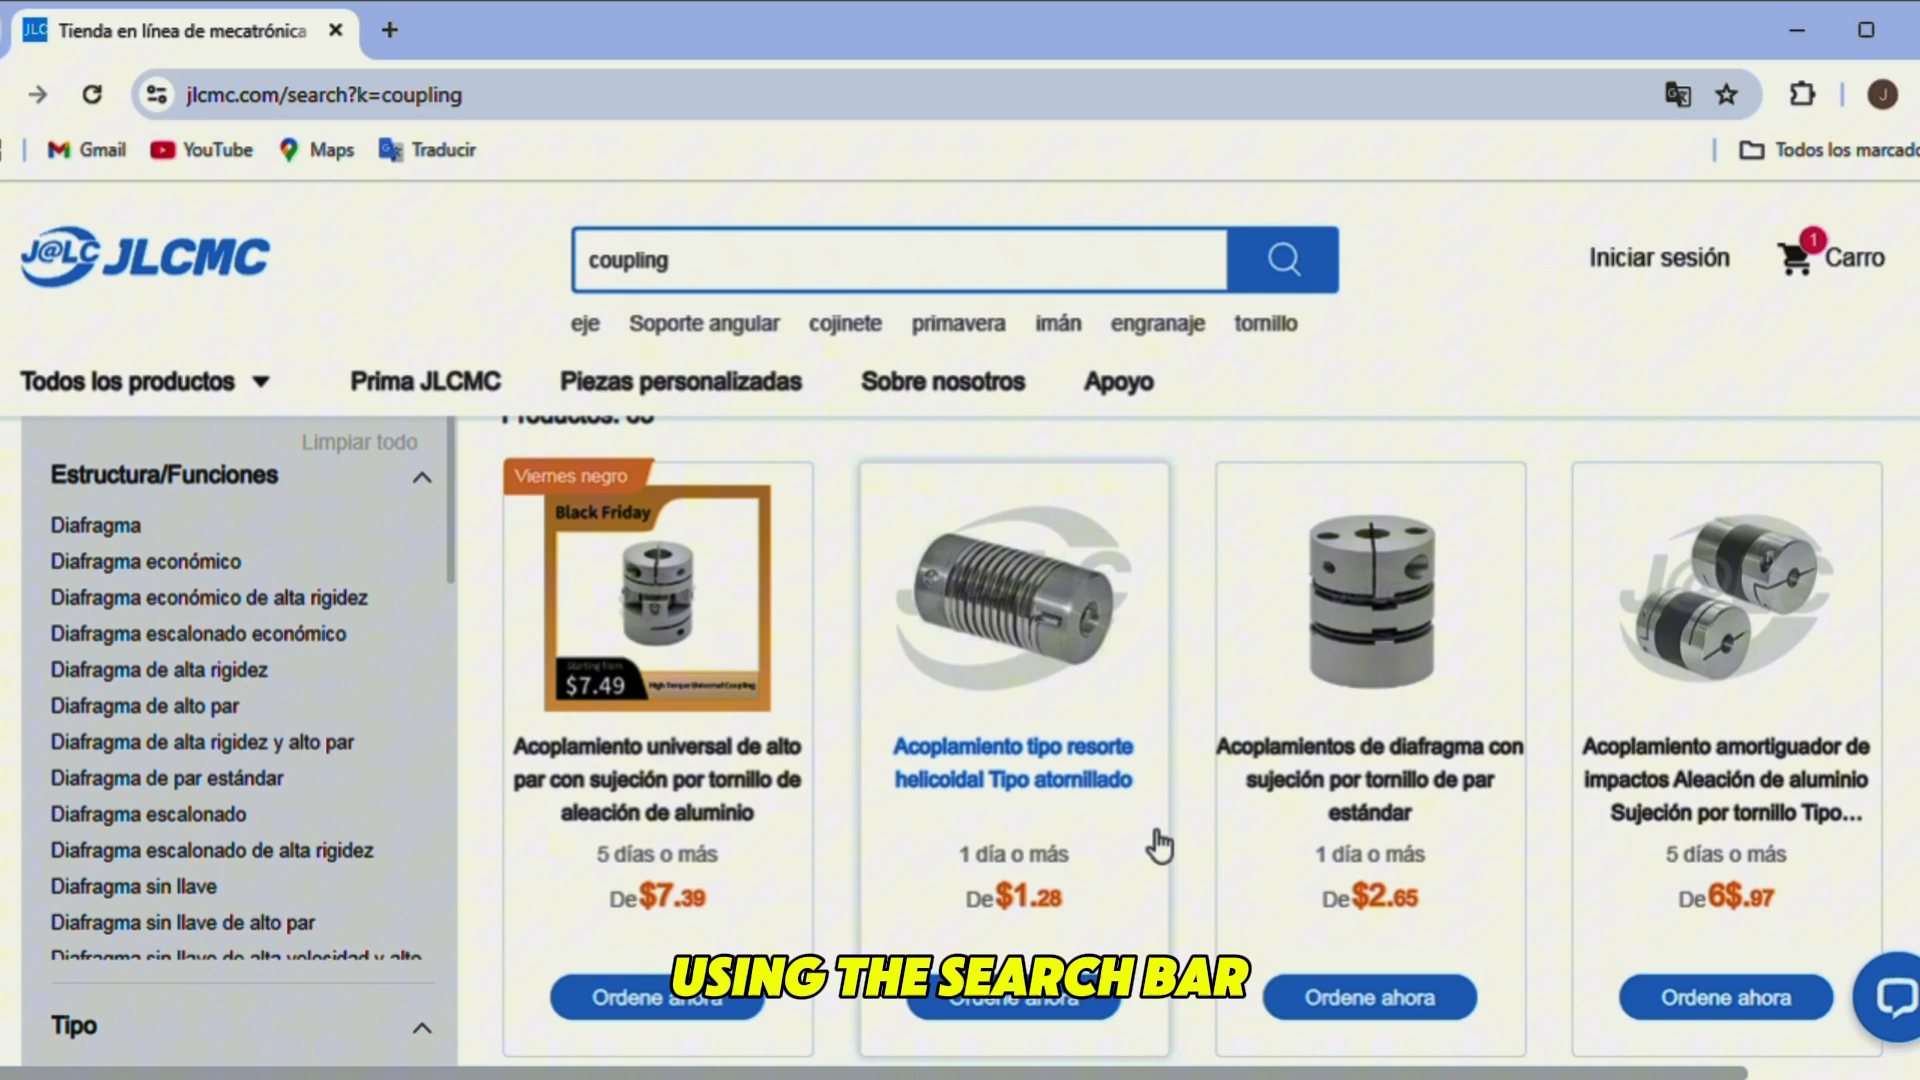 JLC Tienda en línea de mecatrónica
jlcmc.com/search?k=coupling
J
Gmail YouTube Maps Traducir Todos los marcado
J@LC JLCMC
coupling
Iniciar sesión
1
Carro
eje Soporte angular cojinete primavera imán engranaje tornillo
Todos los productos Prima JLCMC Piezas personalizadas Sobre nosotros Apoyo
Limpiar todo
Estructura/Funciones
Diafragma
Diafragma económico
Diafragma económico de alta rigidez
Diafragma escalonado económico
Diafragma de alta rigidez
Diafragma de alto par
Diafragma de alta rigidez y alto par
Diafragma de par estándar
Diafragma escalonado
Diafragma escalonado de alta rigidez
Diafragma sin llave
Diafragma sin llave de alto par
Diafragma sin llave de alta velocidad y alto
Tipo
Viernes negro
Black Friday
Starting from
$7.49
High Torque Universal Coupling
Acoplamiento universal de alto
par con sujeción por tornillo de
aleación de aluminio
5 días o más
De $7.39
Ordene ahora
Acoplamiento tipo resorte
helicoidal Tipo atornillado
1 día o más
De $1.28
Ordene ahora
Acoplamientos de diafragma con
sujeción por tornillo de par
estándar
1 día o más
De $2.65
Ordene ahora
Acoplamiento amortiguador de
impactos Aleación de aluminio
Sujeción por tornillo Tipo...
5 días o más
De 6$.97
Ordene ahora
USING THE SEARCH BAR